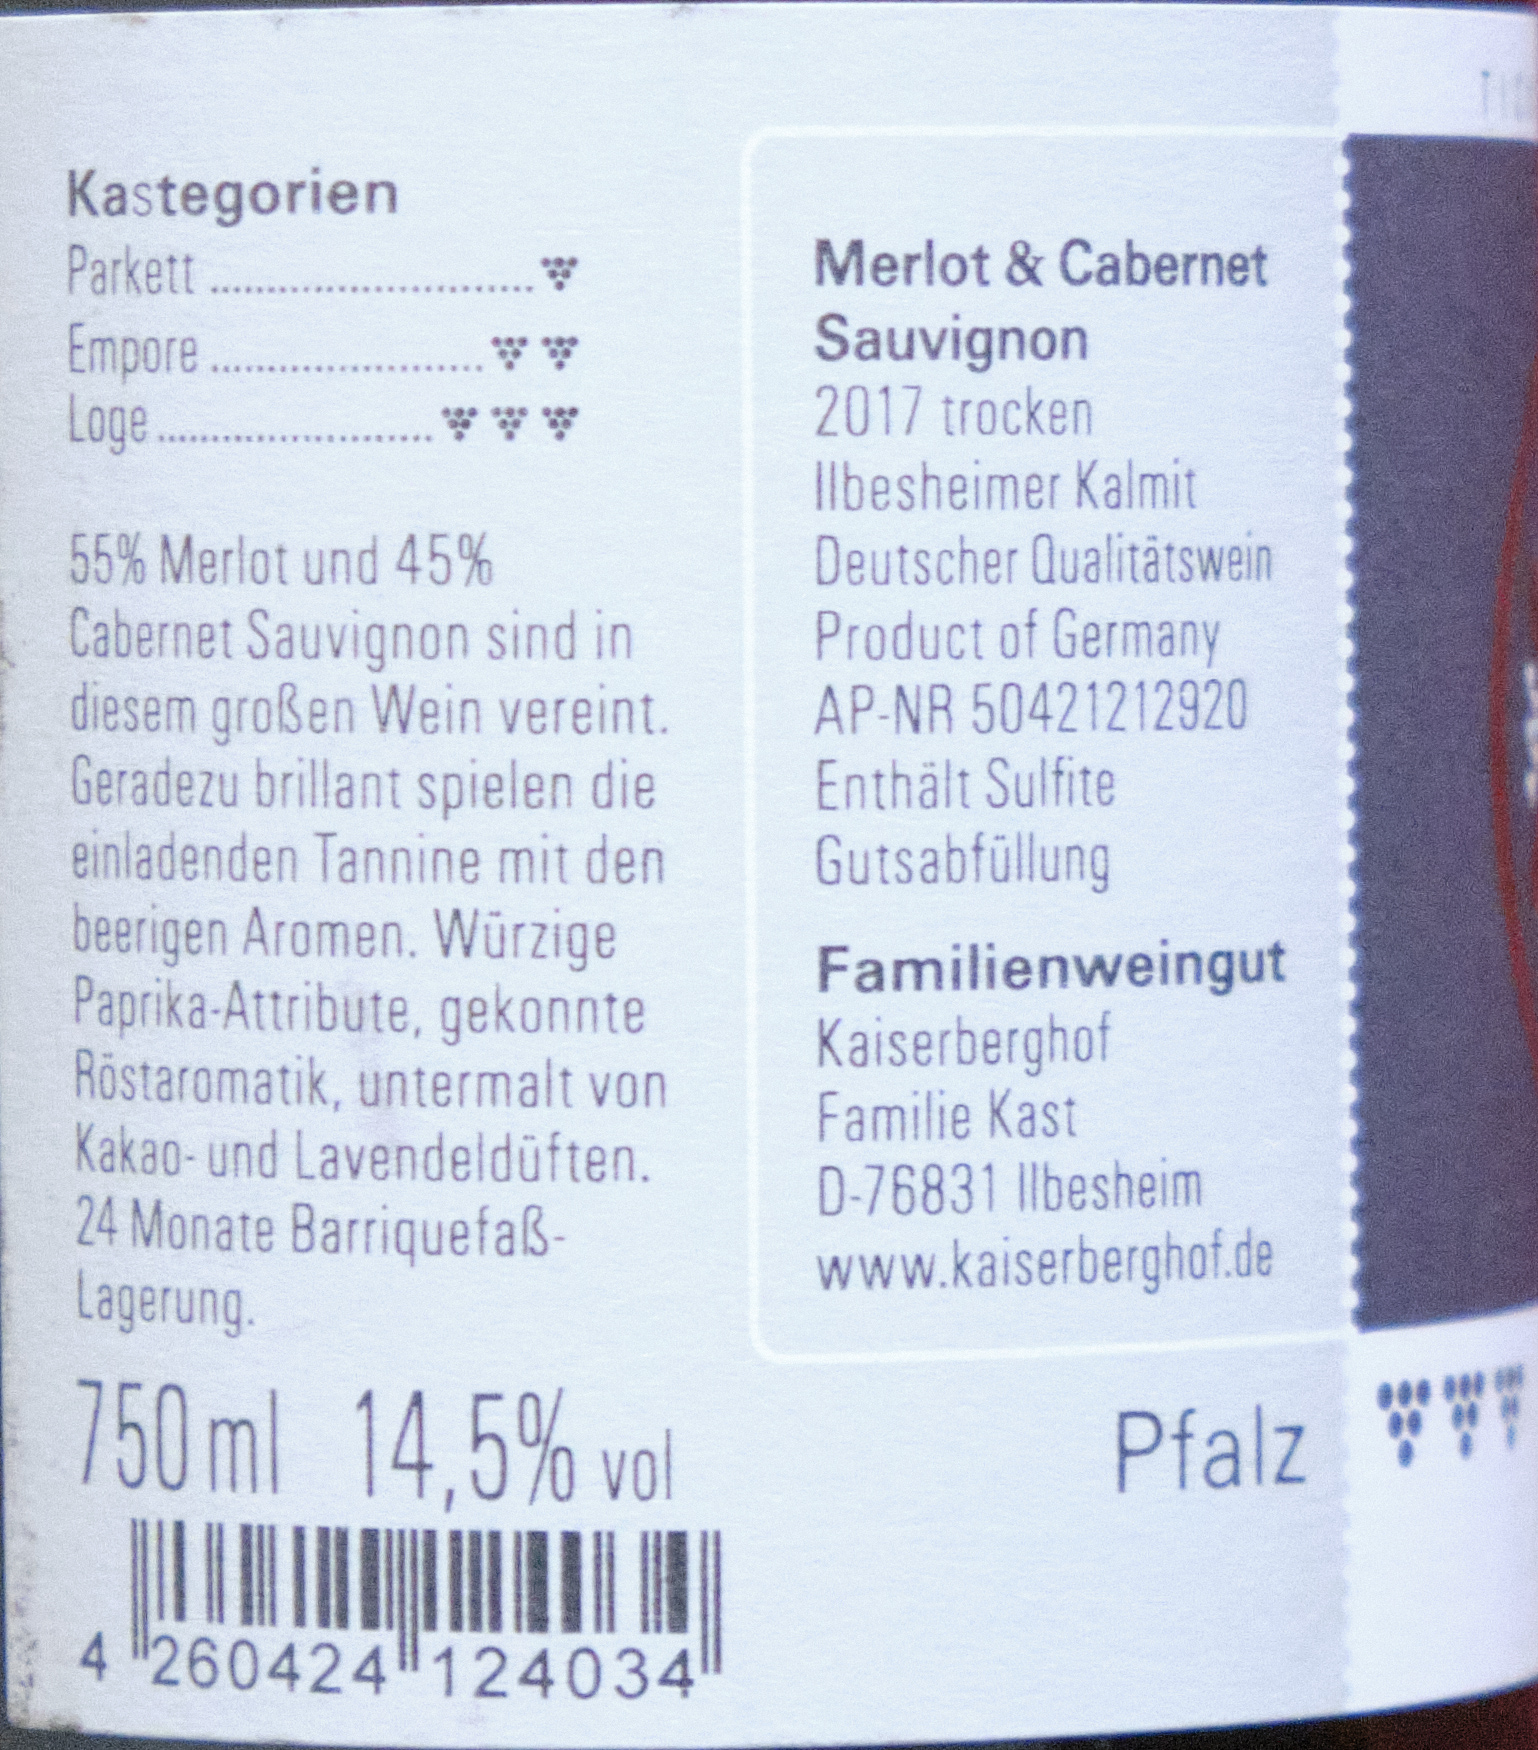 Kastegorien
Parkett
Empore
Loge
55% Merlot und 45%
Cabernet Sauvignon sind in
diesem großen Wein vereint.
Geradezu brillant spielen die
einladenden Tannine mit den
beerigen Aromen. Würzige
Paprika-Attribute, gekonnte
Röstaromatik, untermalt von
Kakao- und Lavendeldüften.
24 Monate Barriquefaß-
Lagerung.
750 ml 14,5% vol
4 260424 124034
Merlot & Cabernet
Sauvignon
2017 trocken
Ilbesheimer Kalmit
Deutscher Qualitätswein
Product of Germany
AP-NR 50421212920
Enthält Sulfite
Gutsabfüllung
Familienweingut
Kaiserberghof
Familie Kast
D-76831 Ilbesheim
www.kaiserberghof.de
Pfalz